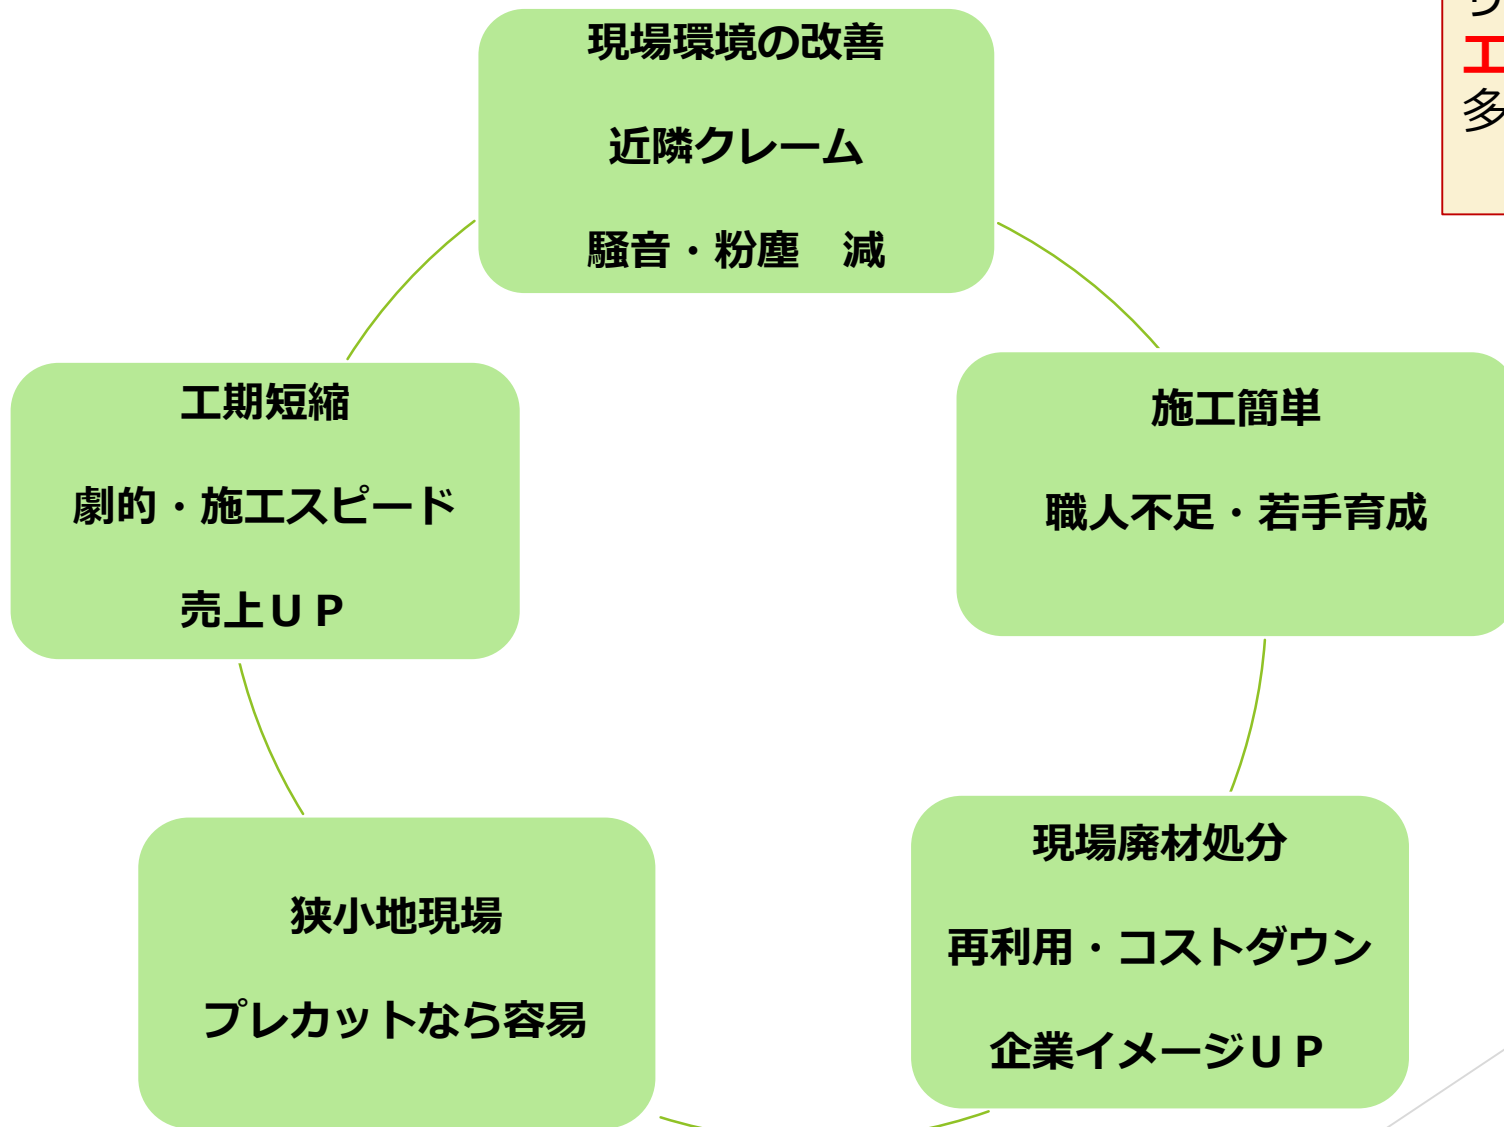 現場環境の改善
近隣クレーム
騒音・粉塵　減
施工簡単
職人不足・若手育成
現場廃材処分
再利用・コストダウン
企業イメージＵＰ
狭小地現場
プレカットなら容易
工期短縮
劇的・施工スピード
売上ＵＰ
工
多